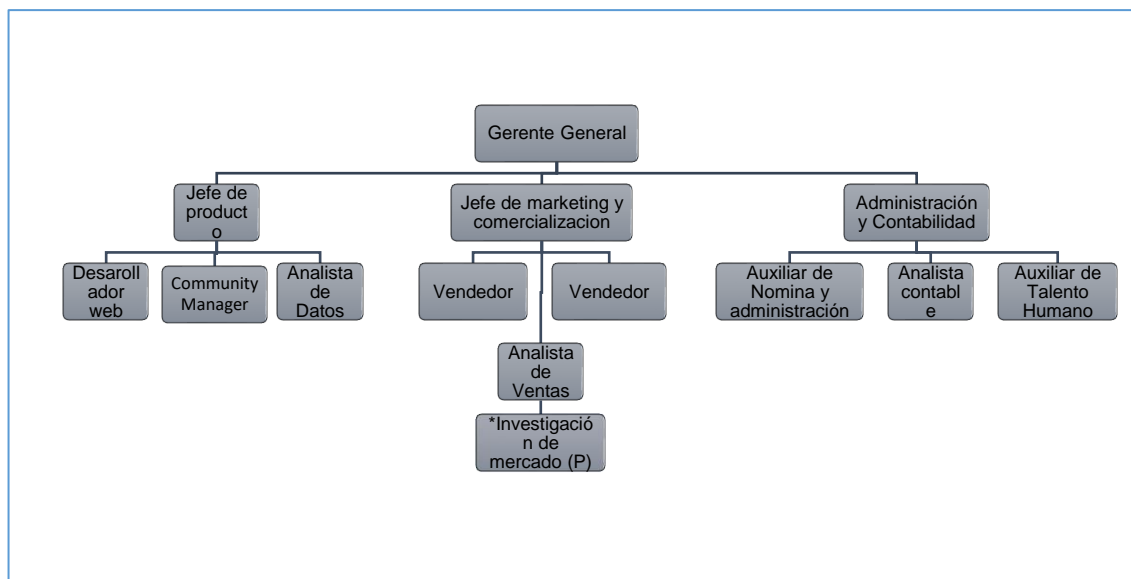 Gerente General
Jefe de
product
o
Jefe de marketing y
comercializacion
Administración
y Contabilidad
Desaroll
ador
web
Community
Manager
Analista
de
Datos
Vendedor
Vendedor
Auxiliar de
Nomina y
administración
Analista
contabl
e
Auxiliar de
Talento
Humano
Analista
de
Ventas
*Investigació
n de
mercado (P)